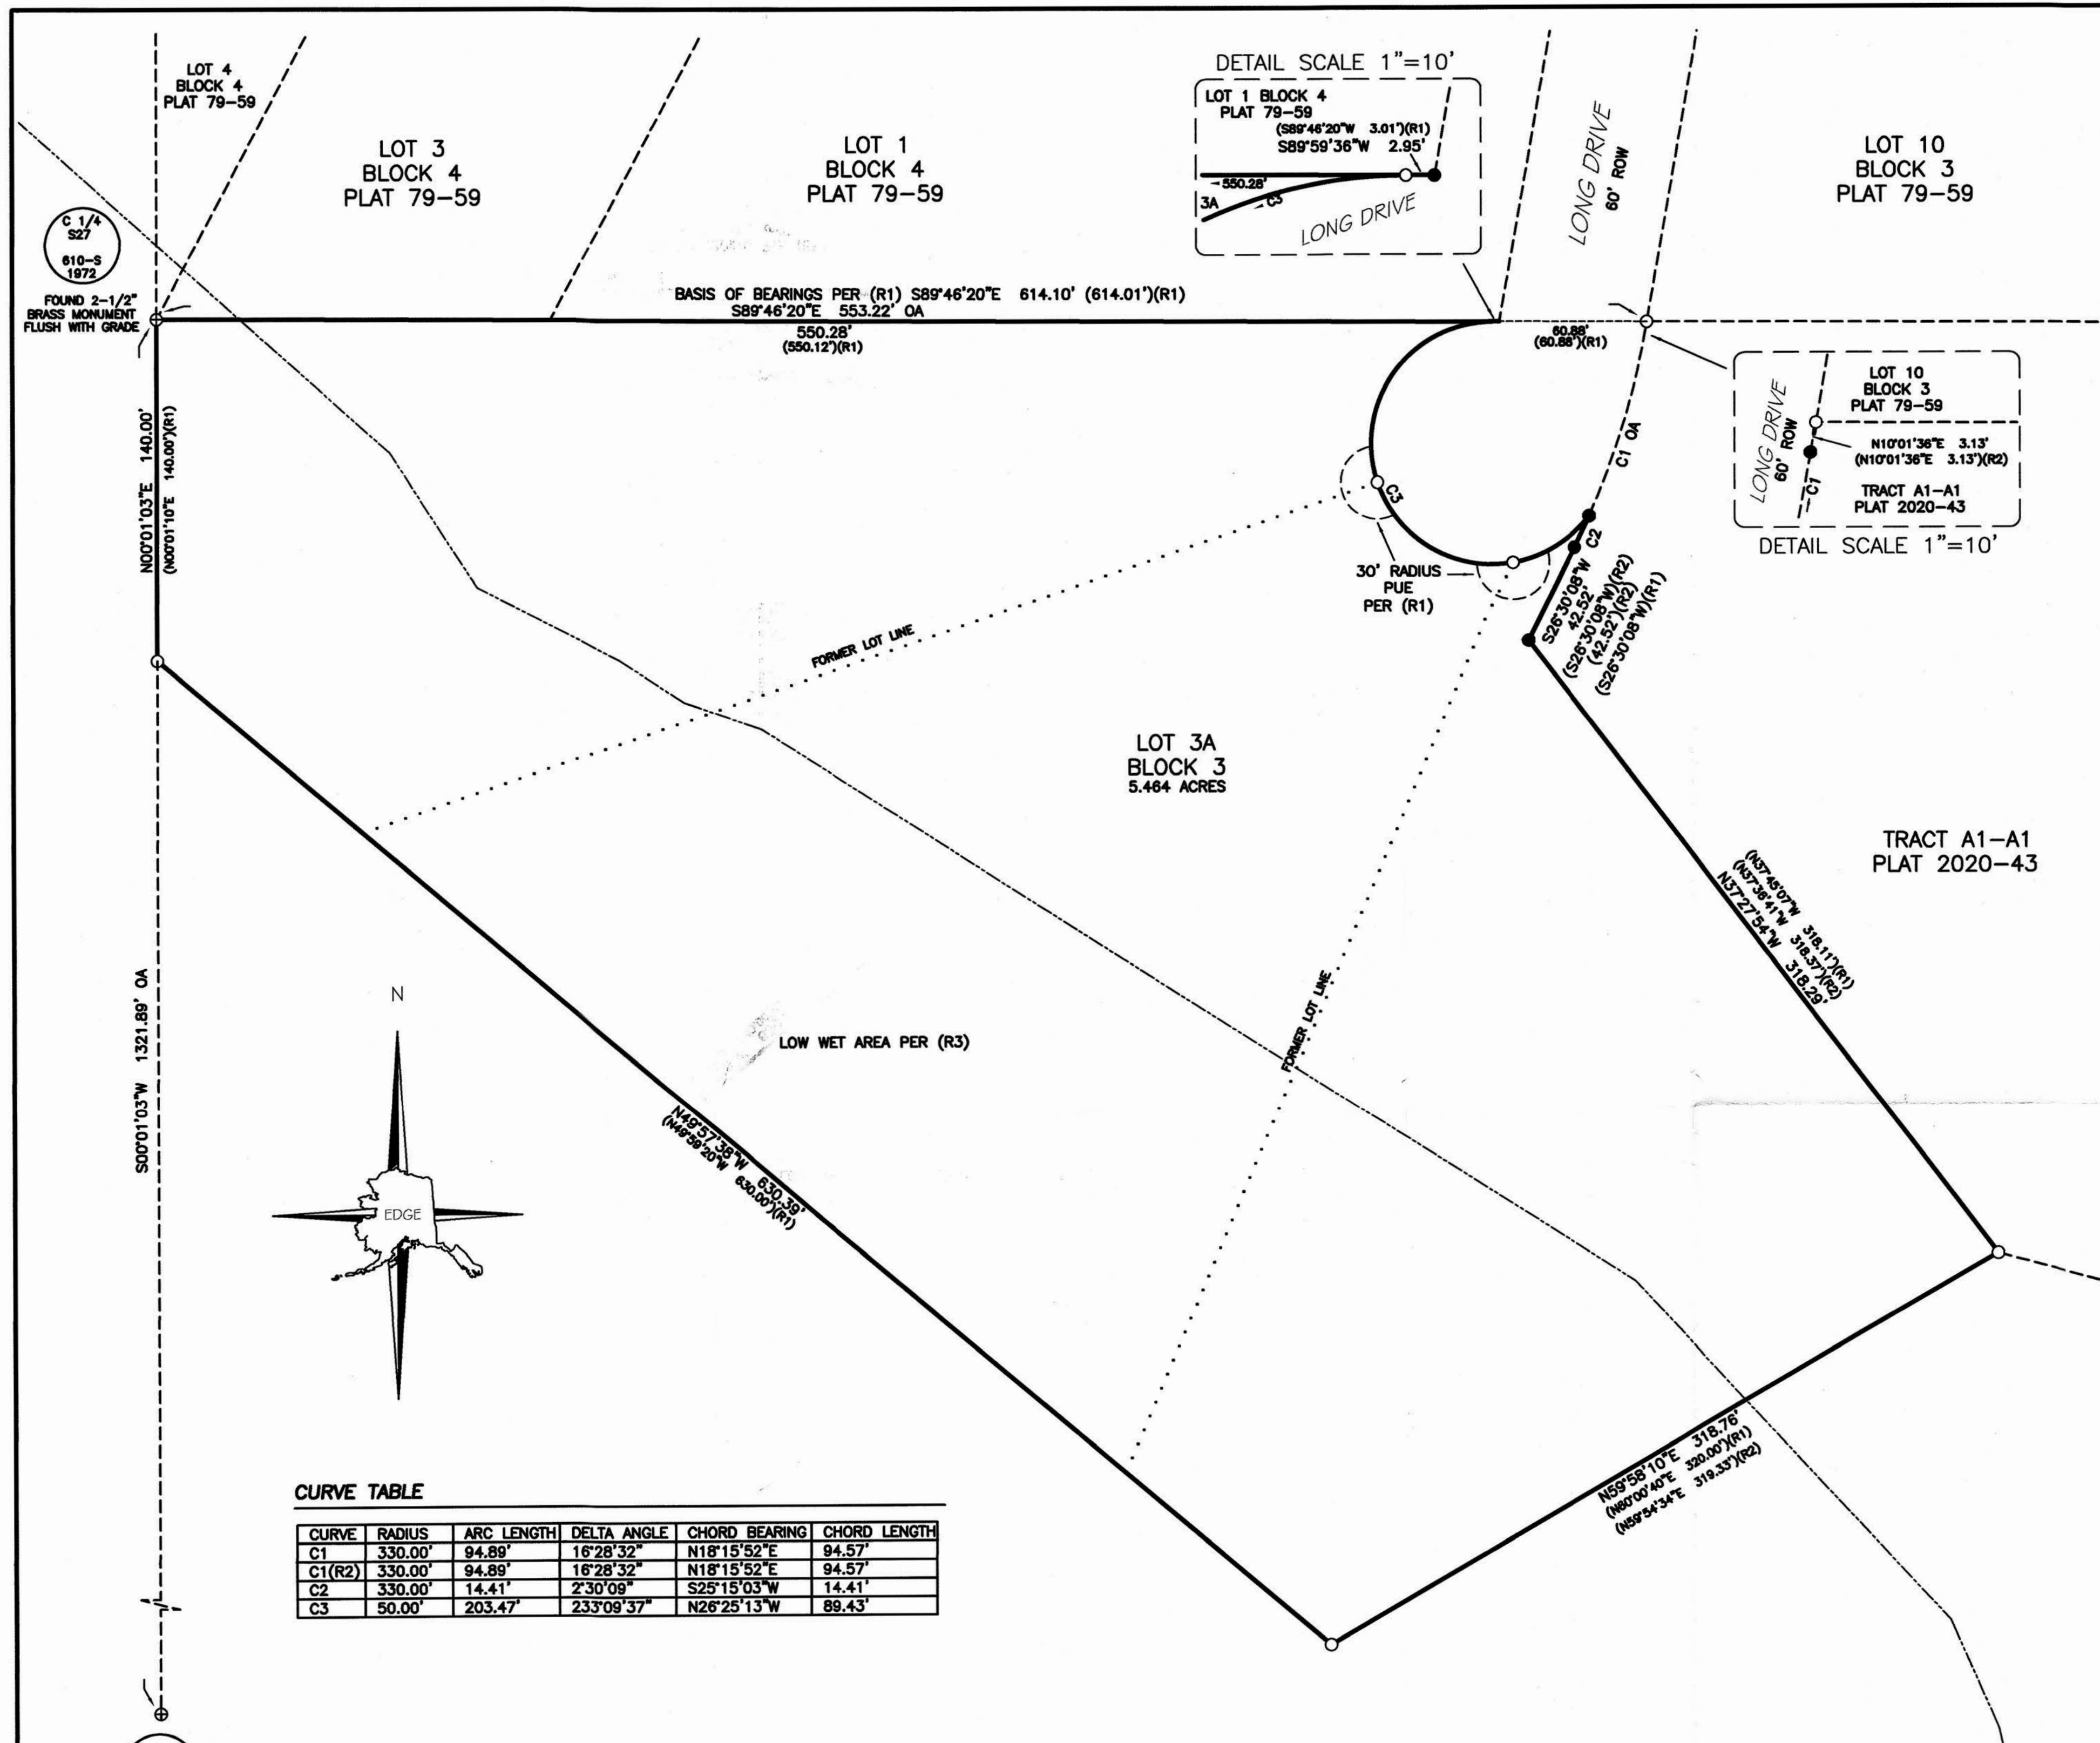 LOT 4
BLOCK 4
PLAT 79-59
LOT 3
BLOCK 4
PLAT 79-59
LOT 1
BLOCK 4
PLAT 79-59
DETAIL SCALE 1"=10'
LOT 1 BLOCK 4
PLAT 79-59
(S89°46'20"W 3.01')(R1)
S89°59'36"W 2.95'
550.28'
3A
C3
LONG DRIVE
LONG DRIVE
60' ROW
LOT 10
BLOCK 3
PLAT 79-59
C 1/4
S27
610-S
1972
FOUND 2-1/2"
BRASS MONUMENT
FLUSH WITH GRADE
BASIS OF BEARINGS PER (R1) S89°46'20"E 614.10' (614.01')(R1)
S89°46'20"E 553.22' OA
550.28'
(550.12')(R1)
60.88'
(60.88')(R1)
N00°01'03"E 140.00'
(N00°01'10"E 140.00')(R1)
C1 OA
LOT 10
BLOCK 3
PLAT 79-59
LONG DRIVE
60' ROW
N10°01'36"E 3.13'
(N10°01'36"E 3.13')(R2)
C1
TRACT A1-A1
PLAT 2020-43
DETAIL SCALE 1"=10'
C3
C2
30' RADIUS
PUE
PER (R1)
S26°30'08"W
42.52'
(S26°30'08"W)(R2)
(42.52')(R2)
(S26°30'08"W)(R1)
FORMER LOT LINE
LOT 3A
BLOCK 3
5.464 ACRES
TRACT A1-A1
PLAT 2020-43
(N37°45'07"W 318.11')(R1)
(N37°36'41"W 318.37')(R2)
N37°27'54"W 318.29'
S00°01'03"W 1321.89' OA
N
EDGE
LOW WET AREA PER (R3)
FORMER LOT LINE
N49°57'38"W 630.39'
(N49°59'20"W 630.00')(R1)
N59°58'10"E 318.76'
(N60°00'40"E 320.00')(R1)
(N59°54'34"E 319.33')(R2)
CURVE TABLE
CURVE RADIUS ARC LENGTH DELTA ANGLE CHORD BEARING CHORD LENGTH
C1 330.00' 94.89' 16°28'32" N18°15'52"E 94.57'
C1(R2) 330.00' 94.89' 16°28'32" N18°15'52"E 94.57'
C2 330.00' 14.41' 2°30'09" S25°15'03"W 14.41'
C3 50.00' 203.47' 233°09'37" N26°25'13"W 89.43'